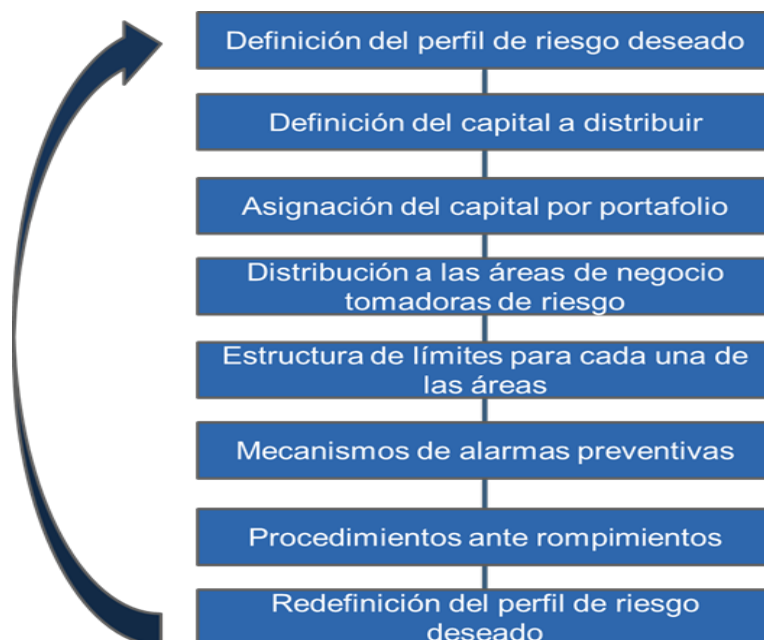 Definición del perfil de riesgo deseado
Definición del capital a distribuir
Asignación del capital por portafolio
Distribución a las áreas de negocio
tomadoras de riesgo
Estructura de límites para cada una de
las áreas
Mecanismos de alarmas preventivas
Procedimientos ante rompimientos
Redefinición del perfil de riesgo
deseado